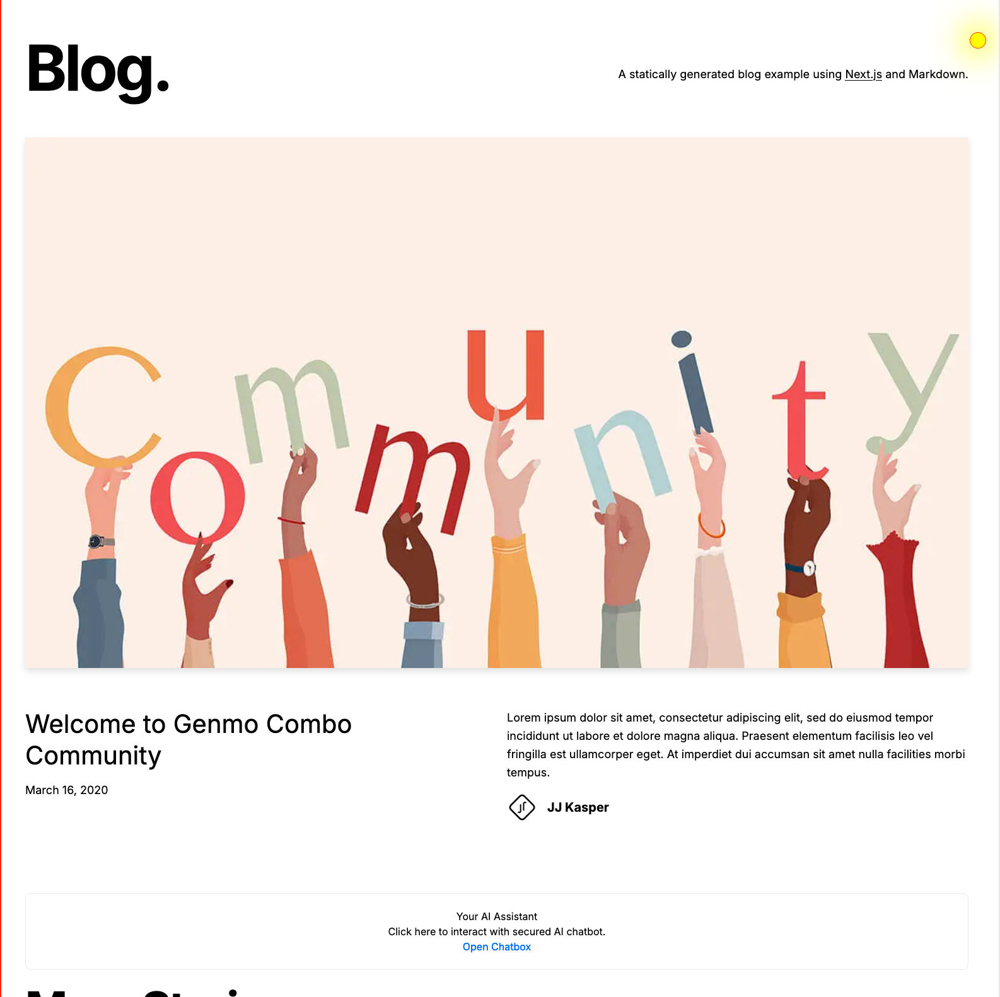 Blog.
A statically generated blog example using Next.js and Markdown.
Community
Welcome to Genmo Combo
Community
March 16, 2020
Lorem ipsum dolor sit amet, consectetur adipiscing elit, sed do eiusmod tempor
incididunt ut labore et dolore magna aliqua. Praesent elementum facilisis leo vel
fringilla est ullamcorper eget. At imperdiet dui accumsan sit amet nulla facilities morbi
tempus.
JJ Kasper
Your AI Assistant
Click here to interact with secured AI chatbot.
Open Chatbox